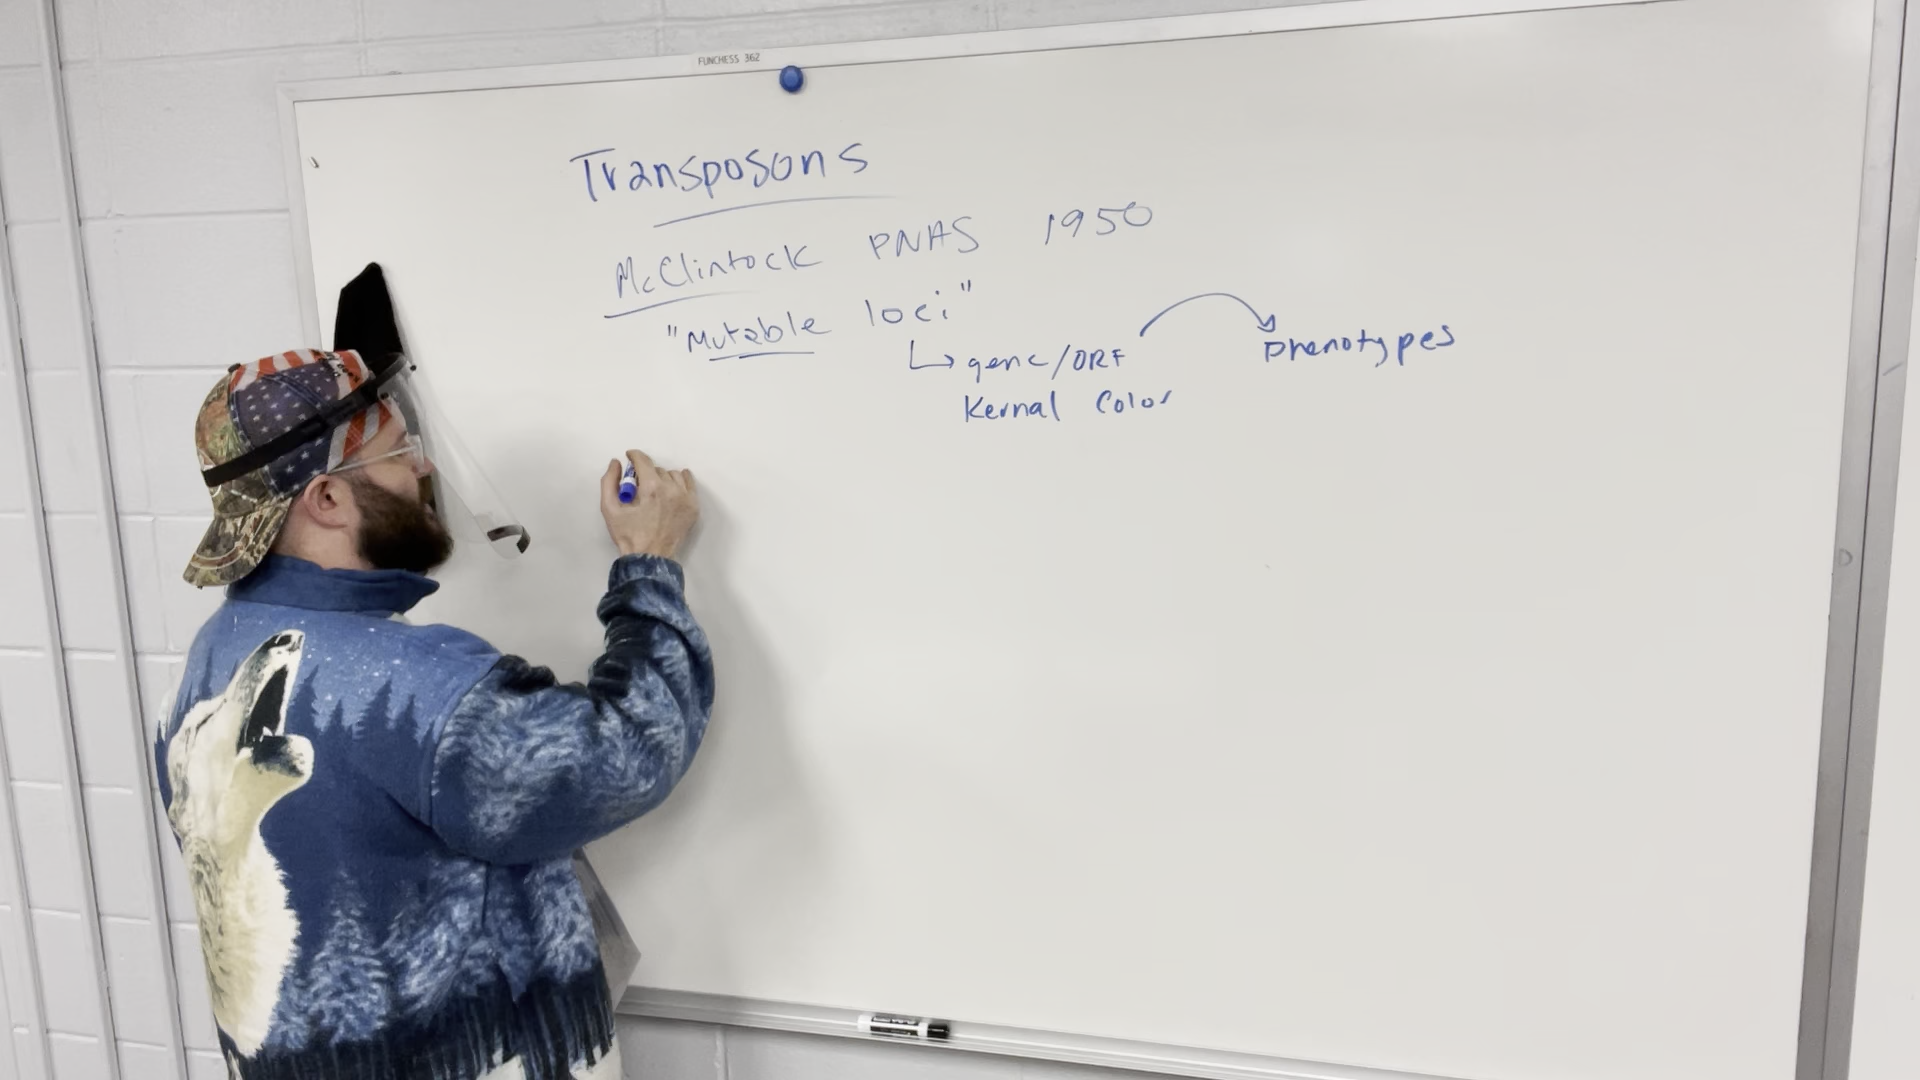 FUNCHESS 362
Transposons
McClintock PNAS 1950
"Mutable loci"
↳ gene/ORF → Phenotypes
Kernal Color